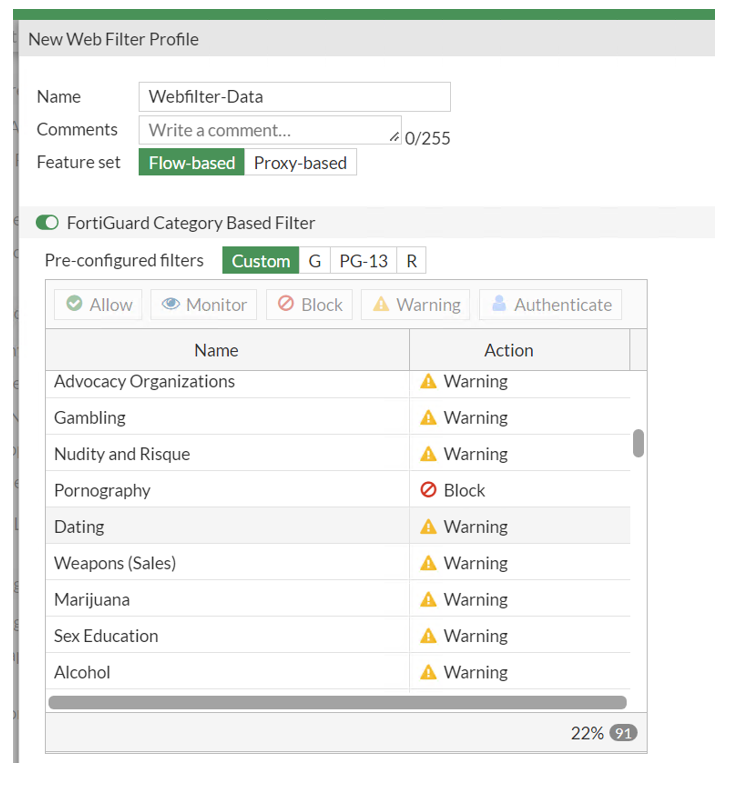 New Web Filter Profile
Name Webfilter-Data
Comments Write a comment... 0/255
Feature set Flow-based Proxy-based
FortiGuard Category Based Filter
Pre-configured filters Custom G PG-13 R
Allow Monitor Block Warning Authenticate
Name Action
Advocacy Organizations Warning
Gambling Warning
Nudity and Risque Warning
Pornography Block
Dating Warning
Weapons (Sales) Warning
Marijuana Warning
Sex Education Warning
Alcohol Warning
22% 91